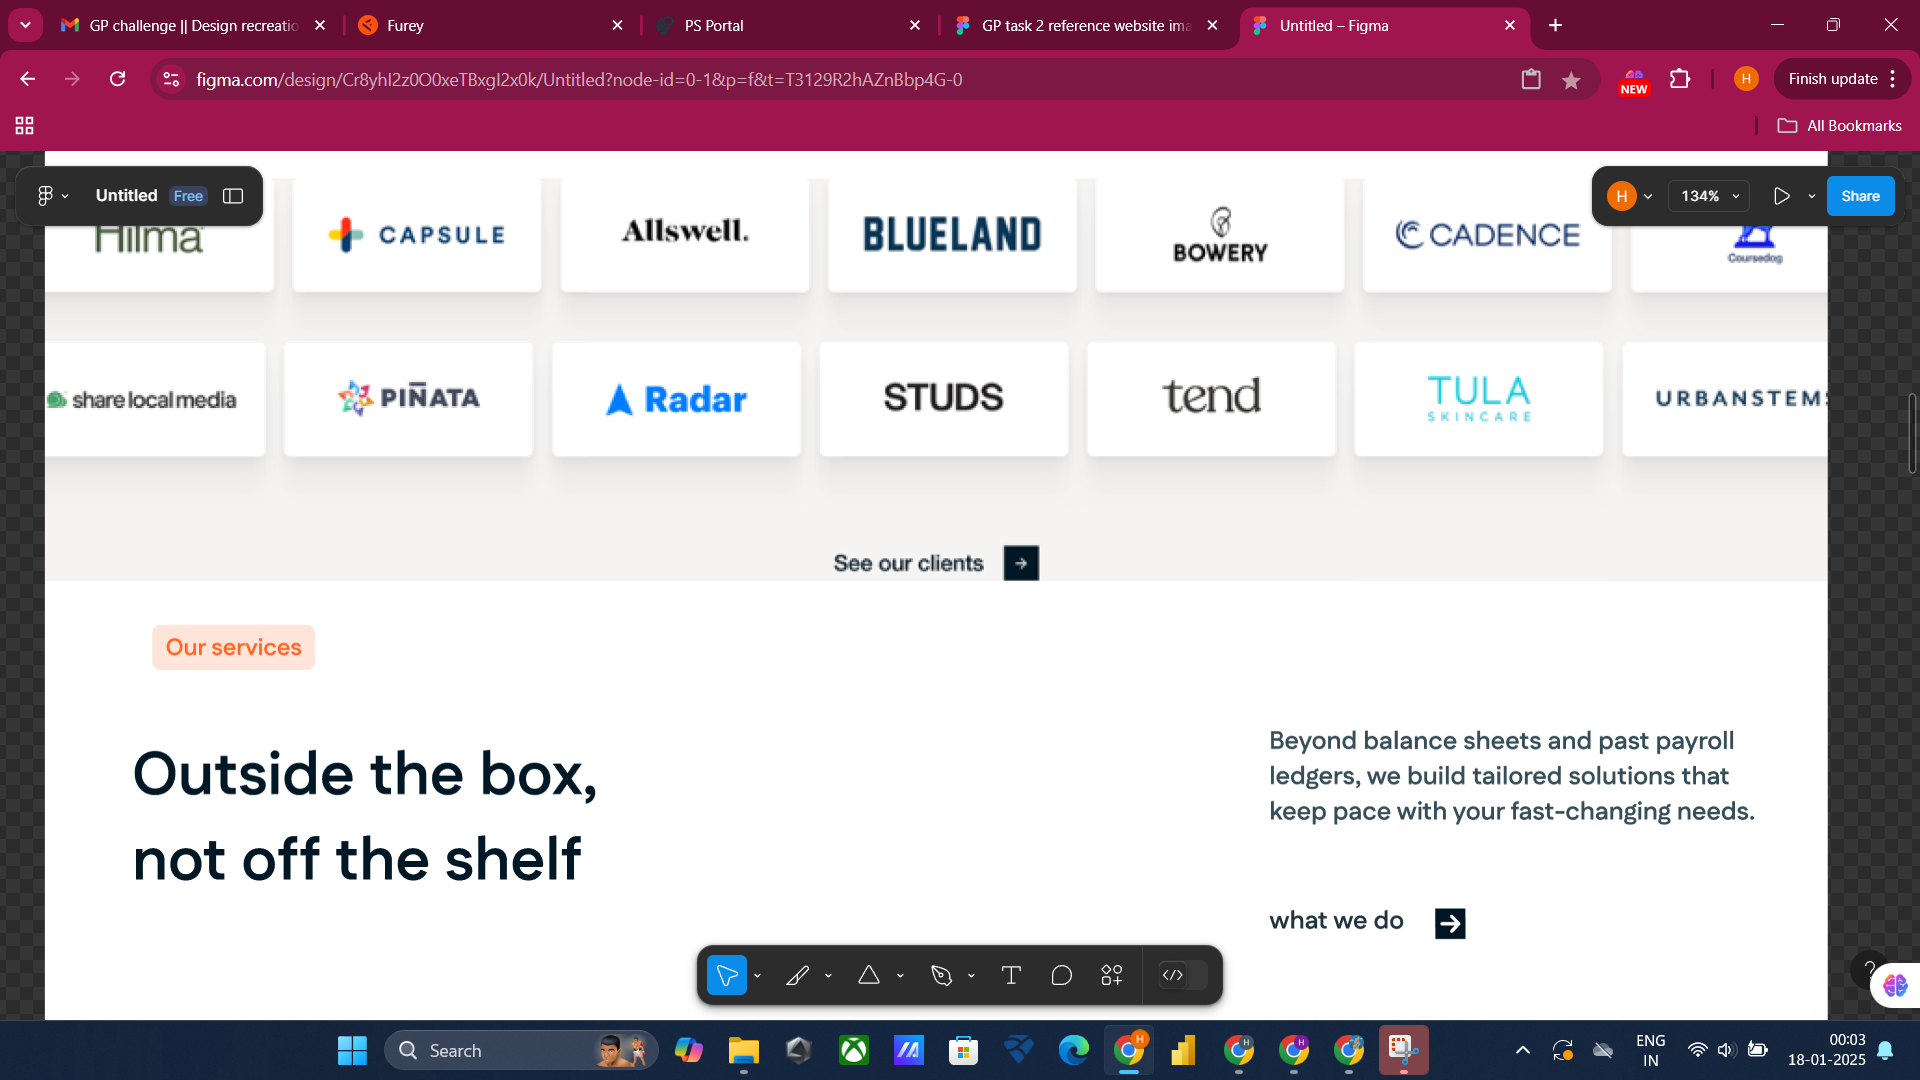 GP challenge || Design recreatio
Furey
PS Portal
GP task 2 reference website ima
Untitled – Figma
figma.com/design/Cr8yhI2z0O0xeTBxgI2x0k/Untitled?node-id=0-1&p=f&t=T3129R2hAZnBbp4G-0
NEW
H
Finish update
All Bookmarks
Untitled
Free
H
134%
Share
Hilma
CAPSULE
Allswell.
BLUELAND
BOWERY
CADENCE
Coursedog
share local media
PIÑATA
Radar
STUDS
tend
TULA
SKINCARE
URBANSTEMS
See our clients
Our services
Outside the box,
not off the shelf
Beyond balance sheets and past payroll
ledgers, we build tailored solutions that
keep pace with your fast-changing needs.
what we do
?
Search
ENG
IN
00:03
18-01-2025